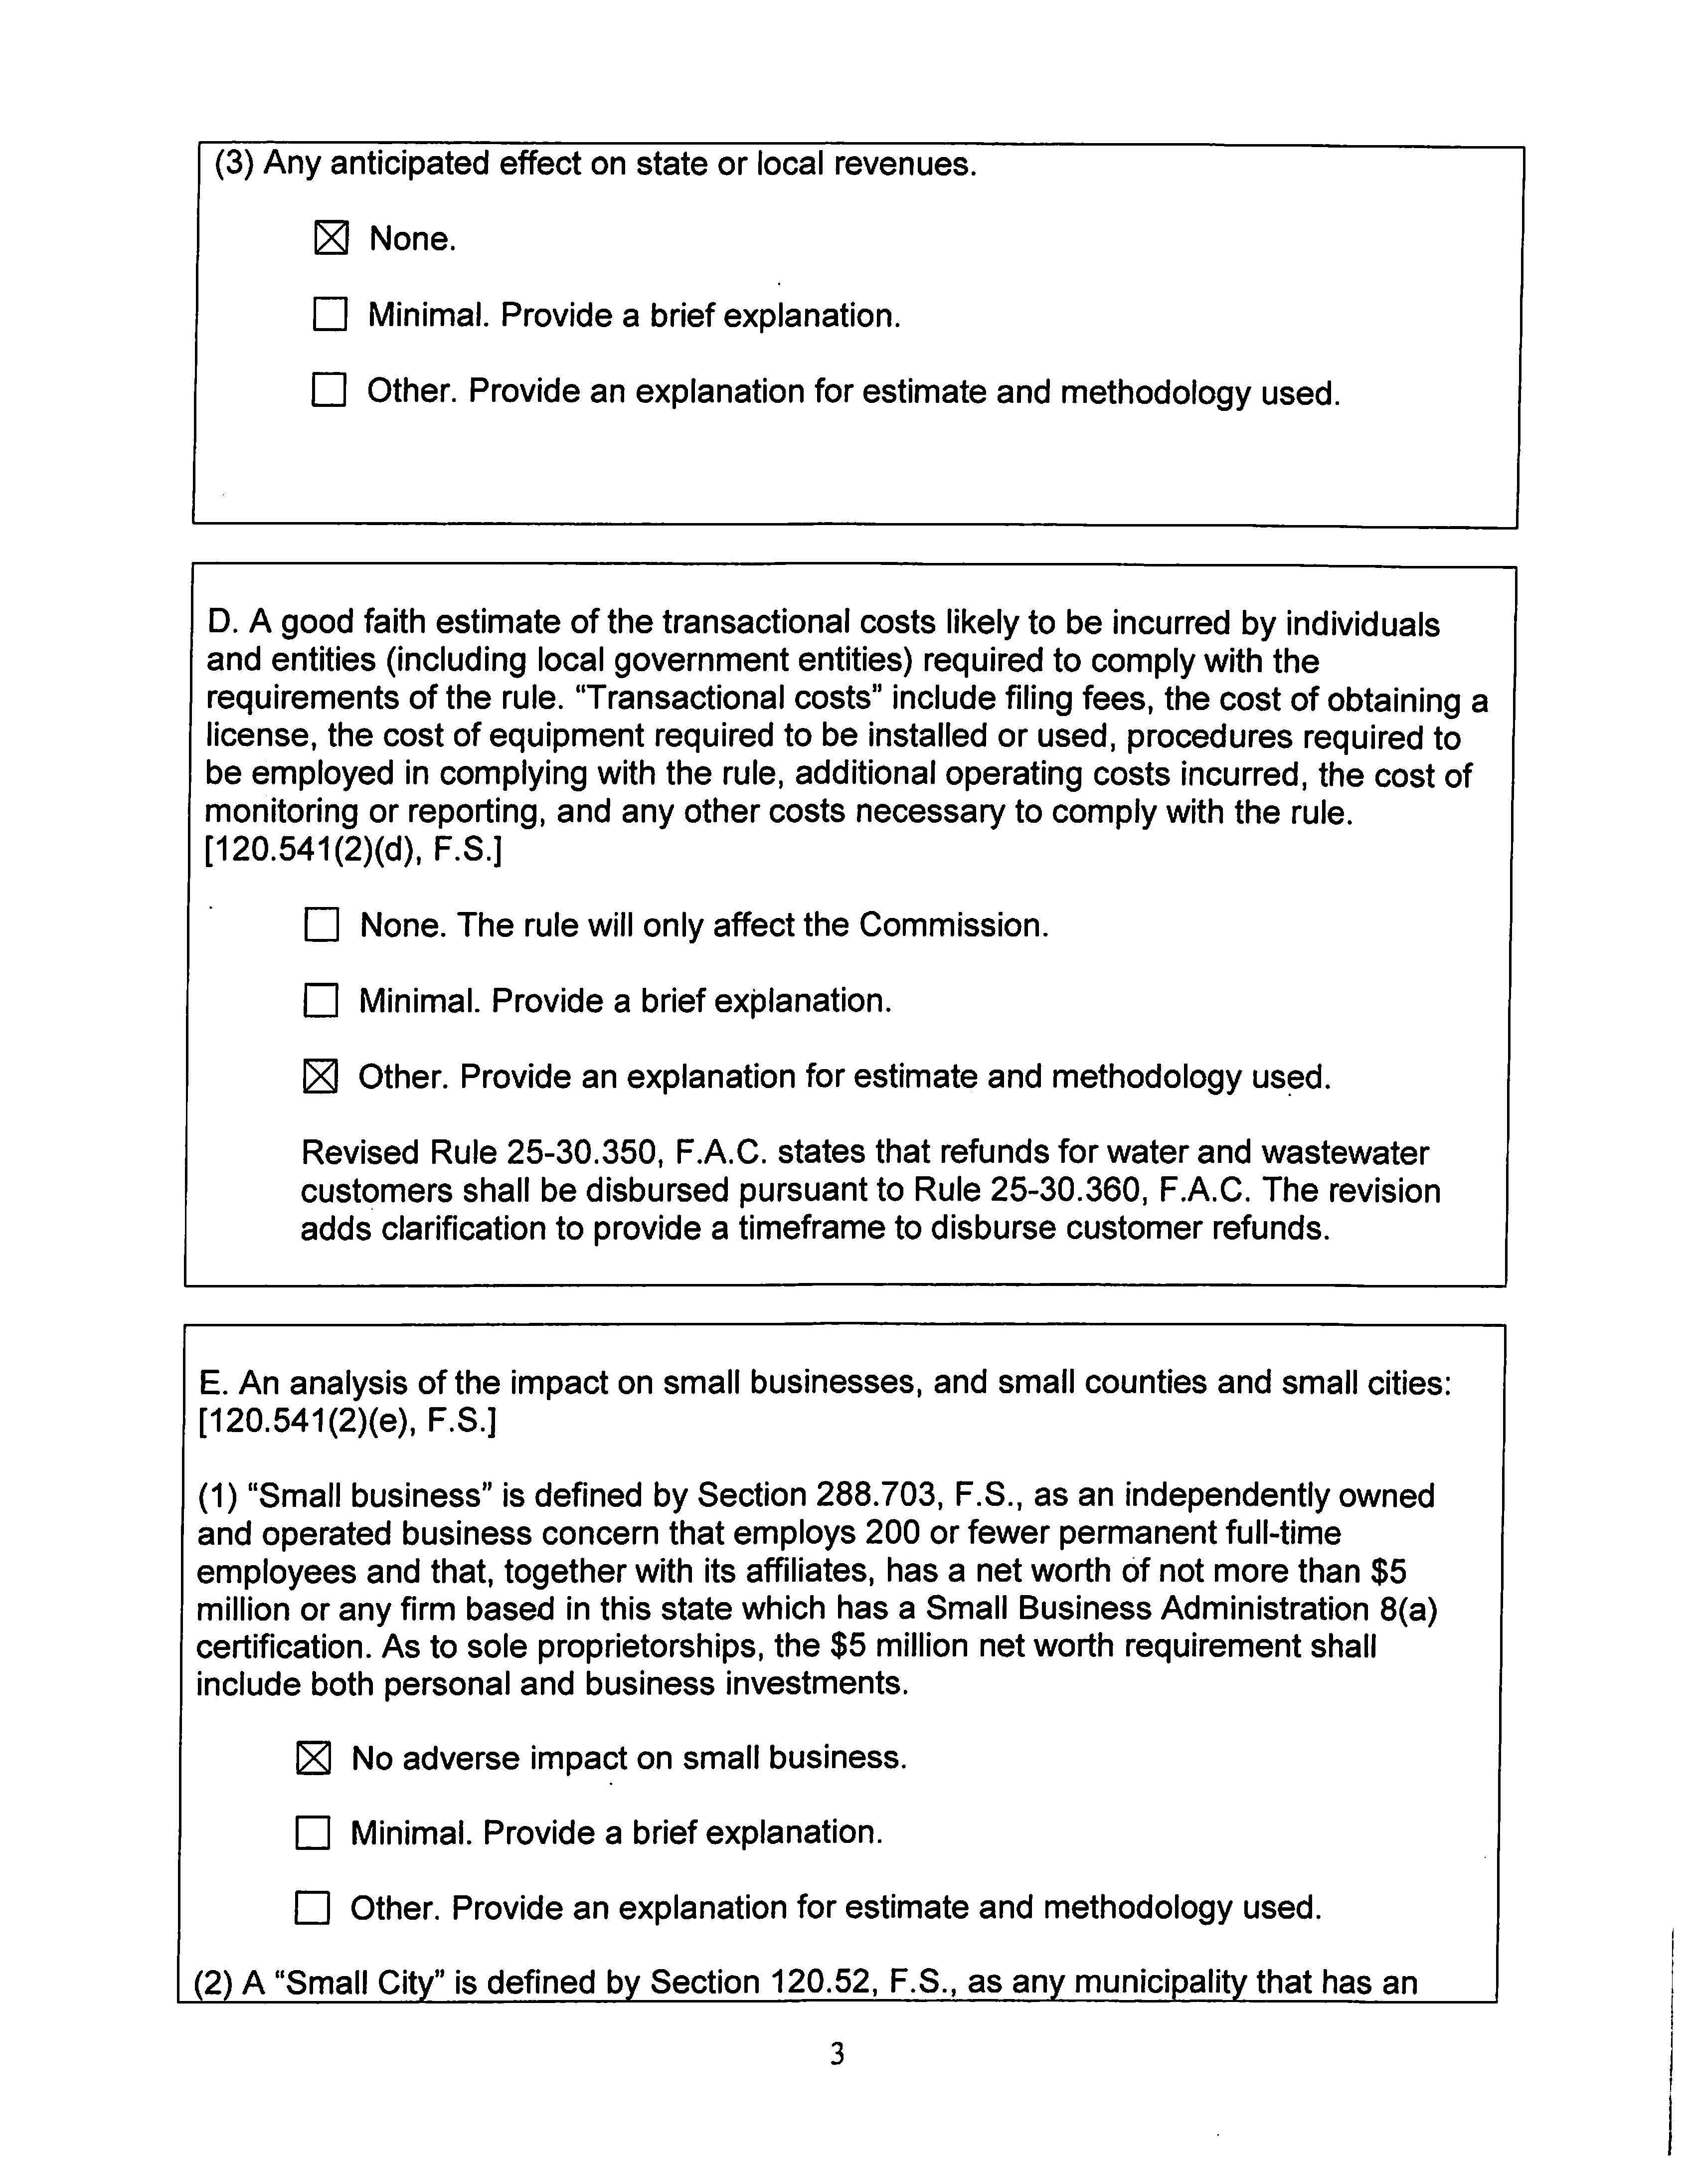 (3) Any anticipated effect on state or local revenues.
☒ None.
☐ Minimal. Provide a brief explanation.
☐ Other. Provide an explanation for estimate and methodology used.
D. A good faith estimate of the transactional costs likely to be incurred by individuals
and entities (including local government entities) required to comply with the
requirements of the rule. “Transactional costs” include filing fees, the cost of obtaining a
license, the cost of equipment required to be installed or used, procedures required to
be employed in complying with the rule, additional operating costs incurred, the cost of
monitoring or reporting, and any other costs necessary to comply with the rule.
[120.541(2)(d), F.S.]
☐ None. The rule will only affect the Commission.
☐ Minimal. Provide a brief explanation.
☒ Other. Provide an explanation for estimate and methodology used.
Revised Rule 25-30.350, F.A.C. states that refunds for water and wastewater
customers shall be disbursed pursuant to Rule 25-30.360, F.A.C. The revision
adds clarification to provide a timeframe to disburse customer refunds.
E. An analysis of the impact on small businesses, and small counties and small cities:
[120.541(2)(e), F.S.]
(1) “Small business” is defined by Section 288.703, F.S., as an independently owned
and operated business concern that employs 200 or fewer permanent full-time
employees and that, together with its affiliates, has a net worth of not more than $5
million or any firm based in this state which has a Small Business Administration 8(a)
certification. As to sole proprietorships, the $5 million net worth requirement shall
include both personal and business investments.
☒ No adverse impact on small business.
☐ Minimal. Provide a brief explanation.
☐ Other. Provide an explanation for estimate and methodology used.
(2) A “Small City” is defined by Section 120.52, F.S., as any municipality that has an
3